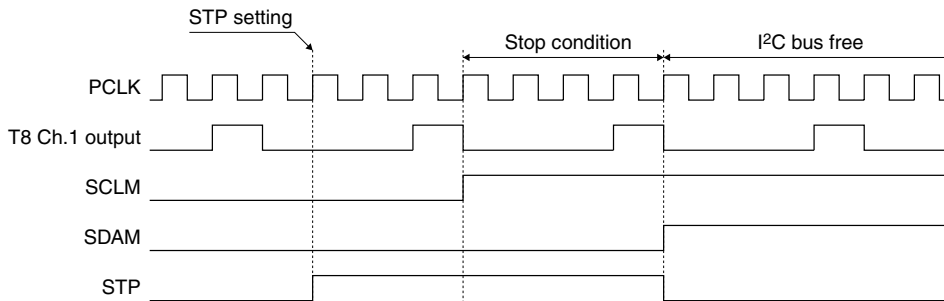 STP setting
Stop condition
I²C bus free
PCLK
T8 Ch.1 output
SCLM
SDAM
STP